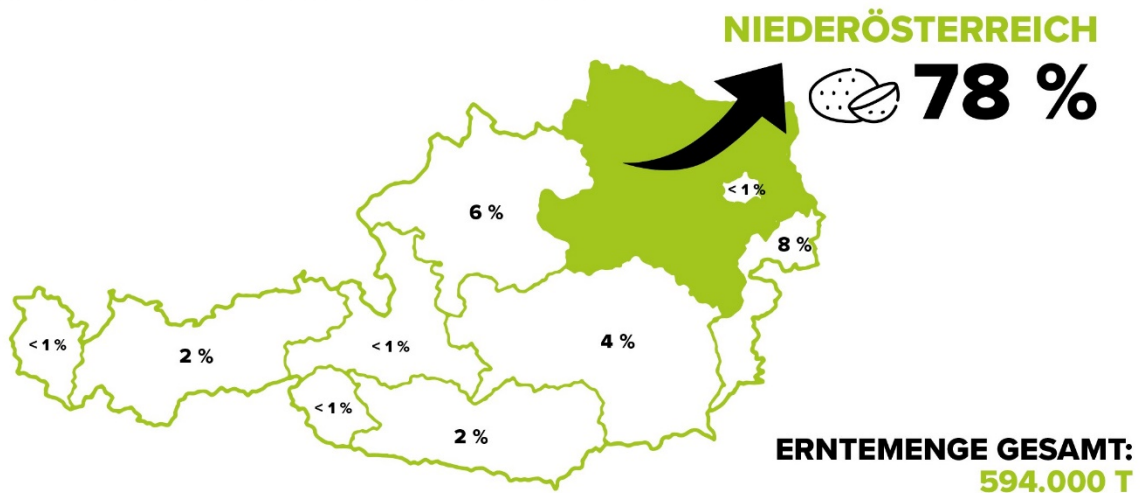 NIEDERÖSTERREICH
78 %
< 1 %
6 %
8 %
< 1 %
2 %
< 1 %
4 %
< 1 %
2 %
ERNTEMENGE GESAMT:
594.000 T